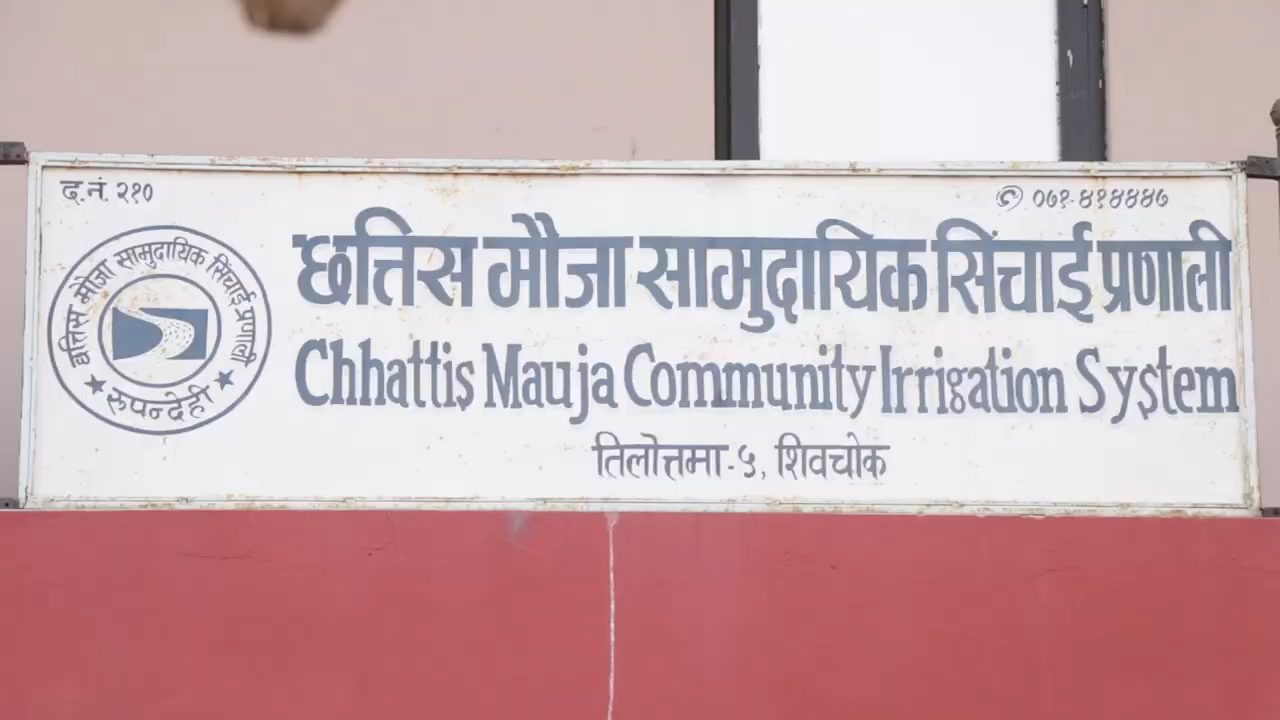 द.नं. २१०
✆ ०७१-४१४४४७
छत्तिस मौजा सामुदायिक सिंचाई प्रणाली
छत्तिस मौजा सामुदायिक सिंचाई प्रणाली
★ रुपन्देही ★
Chhattis Mauja Community Irrigation System
तिलोत्तमा-५, शिवचोक